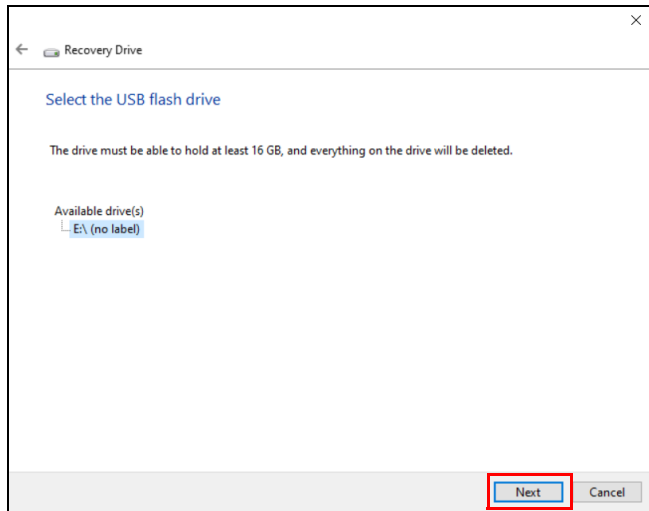 Recovery Drive
Select the USB flash drive
The drive must be able to hold at least 16 GB, and everything on the drive will be deleted.
Available drive(s)
E:\ (no label)
Next Cancel